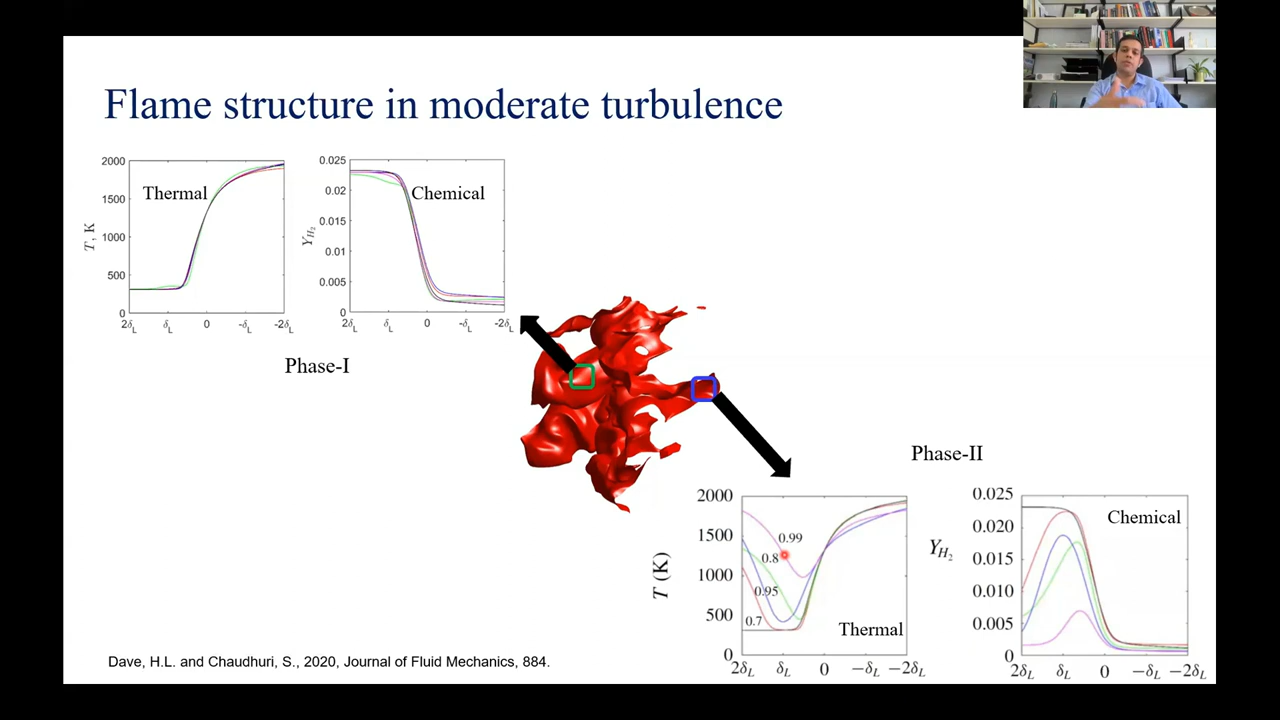 Flame structure in moderate turbulence
2000
1500
1000
500
0
T, K
Thermal
2δL
δL
0
-δL
-2δL
0.025
0.02
0.015
0.01
0.005
0
YH2
Chemical
2δL
δL
0
-δL
-2δL
Phase-I
Phase-II
2000
1500
1000
500
0
T (K)
0.99
0.8
0.95
0.7
Thermal
2δL
δL
0
−δL
−2δL
0.025
0.020
0.015
0.010
0.005
0
YH2
Chemical
2δL
δL
0
−δL
−2δL
Dave, H.L. and Chaudhuri, S., 2020, Journal of Fluid Mechanics, 884.